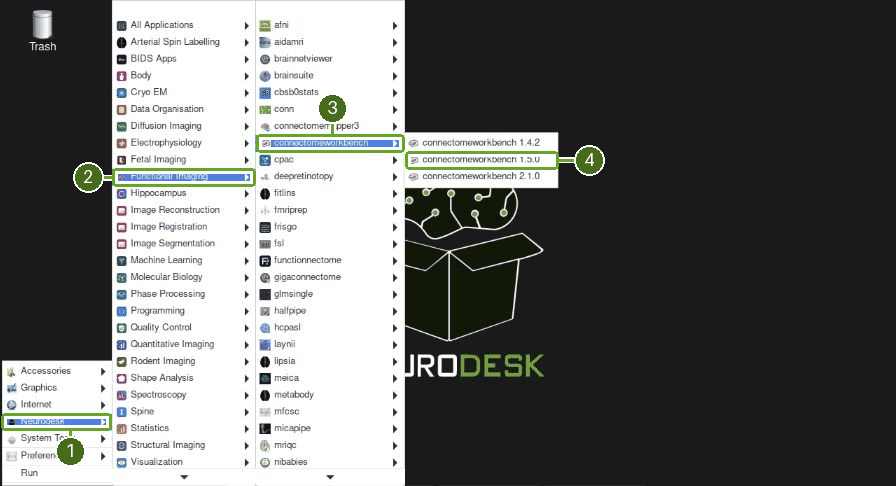 Trash
All Applications
Arterial Spin Labelling
BIDS Apps
Body
Cryo EM
Data Organisation
Diffusion Imaging
Electrophysiology
Fetal Imaging
2
Functional Imaging
Hippocampus
Image Reconstruction
Image Registration
Image Segmentation
Machine Learning
Molecular Biology
Phase Processing
Programming
Quality Control
Quantitative Imaging
Rodent Imaging
Shape Analysis
Spectroscopy
Spine
Statistics
Structural Imaging
Visualization
afni
aidamri
brainnetviewer
brainsuite
cbsb0stats
conn
3
connectomeworkbench
cpac
deepretinotopy
fitlins
fmriprep
frisgo
fsl
functionectome
gigaconnectome
glmsingle
halfpipe
hcpasl
laynii
lipsia
meica
metabody
mfcsc
micapipe
mriqc
nibabies
connectomeworkbench 1.4.2
connectomeworkbench 1.5.0
4
connectomeworkbench 2.1.0
URODESK
Accessories
Graphics
Internet
Neurodesk
1
System
Run